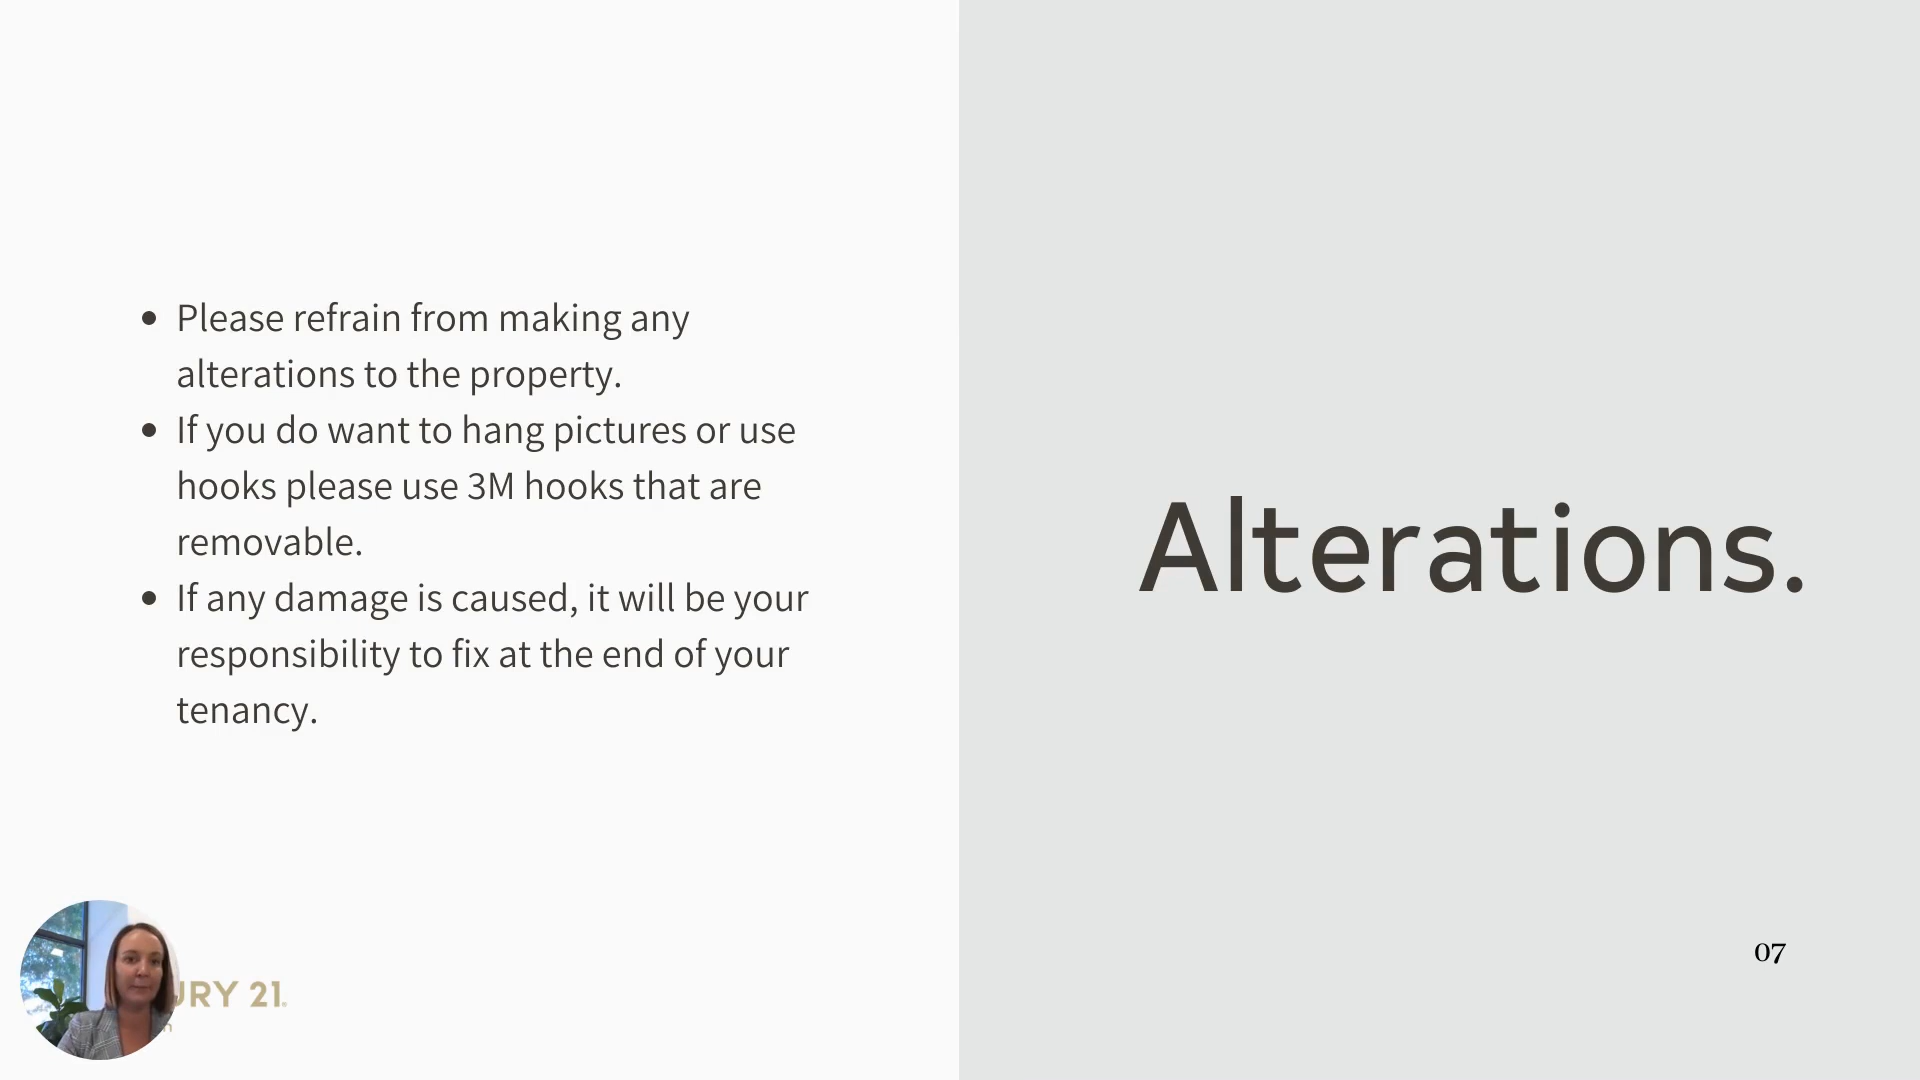 • Please refrain from making any
alterations to the property.
• If you do want to hang pictures or use
hooks please use 3M hooks that are
removable.
• If any damage is caused, it will be your
responsibility to fix at the end of your
tenancy.
Alterations.
07
URY 21